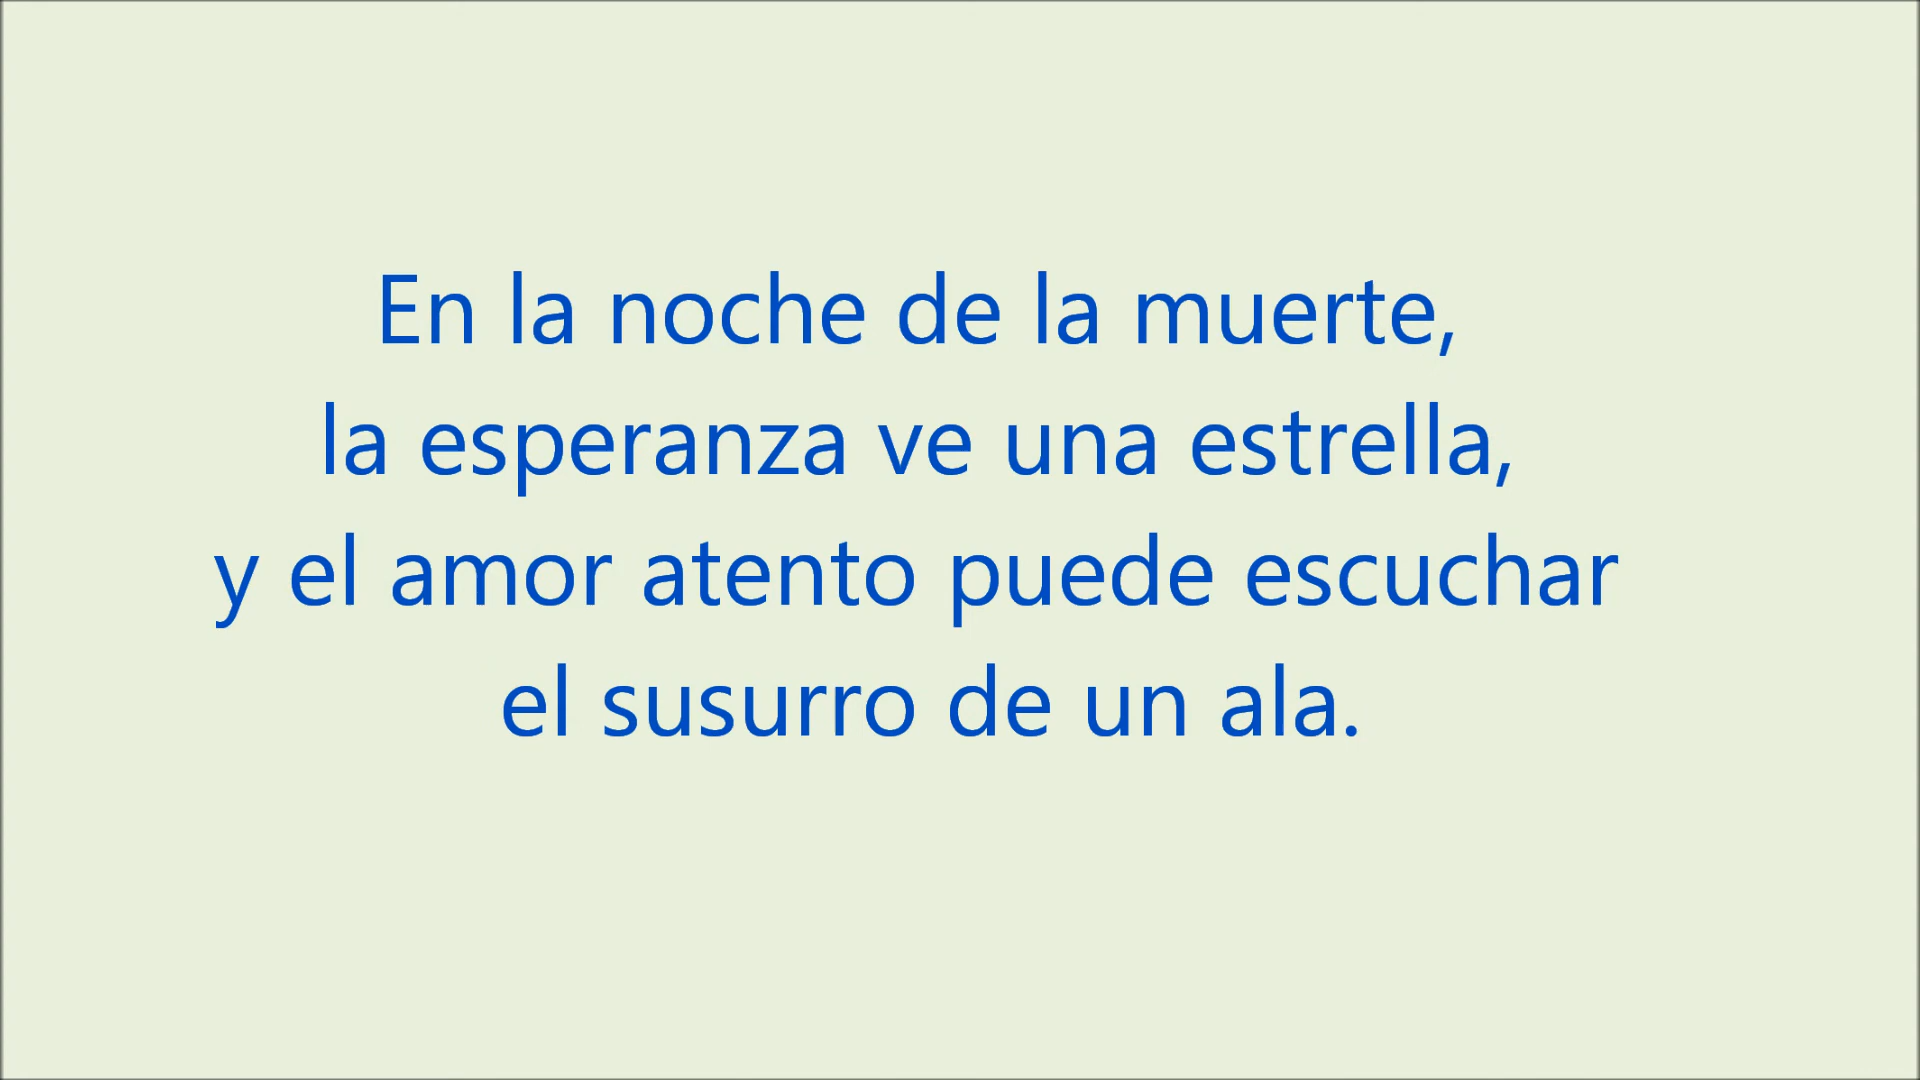 En la noche de la muerte,
la esperanza ve una estrella,
y el amor atento puede escuchar
el susurro de un ala.